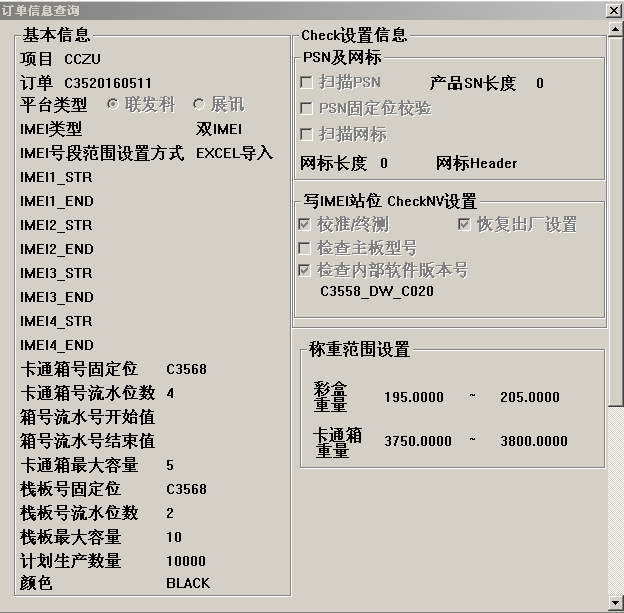 订单信息查询
基本信息
项目 CCZU
订单 C3520160511
平台类型 联发科 展讯
IMEI类型 双IMEI
IMEI号段范围设置方式 EXCEL导入
IMEI1_STR
IMEI1_END
IMEI2_STR
IMEI2_END
IMEI3_STR
IMEI3_END
IMEI4_STR
IMEI4_END
卡通箱号固定位 C3568
卡通箱号流水位数 4
箱号流水号开始值
箱号流水号结束值
卡通箱最大容量 5
栈板号固定位 C3568
栈板号流水位数 2
栈板最大容量 10
计划生产数量 10000
颜色 BLACK
Check设置信息
PSN及网标
扫描PSN 产品SN长度 0
PSN固定位校验
扫描网标
网标长度 0 网标Header
写IMEI站位 CheckNV设置
校准/终测 恢复出厂设置
检查主板型号
检查内部软件版本号
C3558_DW_C020
称重范围设置
彩盒
重量 195.0000 ~ 205.0000
卡通箱
重量 3750.0000 ~ 3800.0000